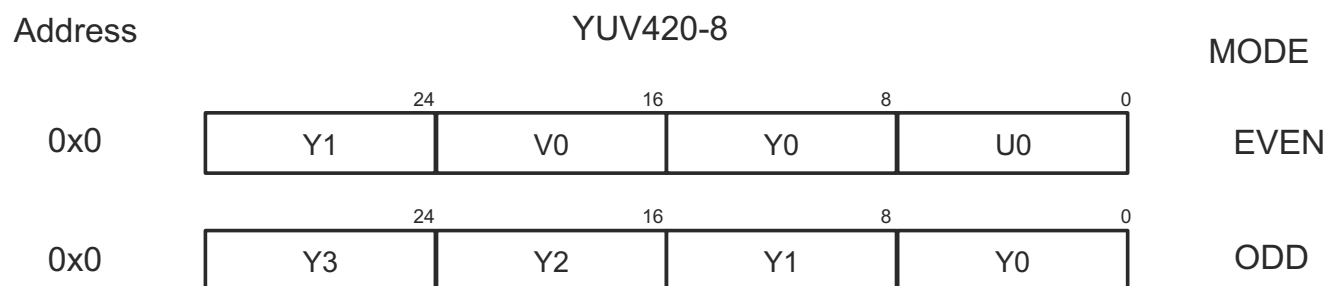 Address YUV420-8
MODE
24 16 8 0
0x0 Y1 V0 Y0 U0 EVEN
24 16 8 0
0x0 Y3 Y2 Y1 Y0 ODD